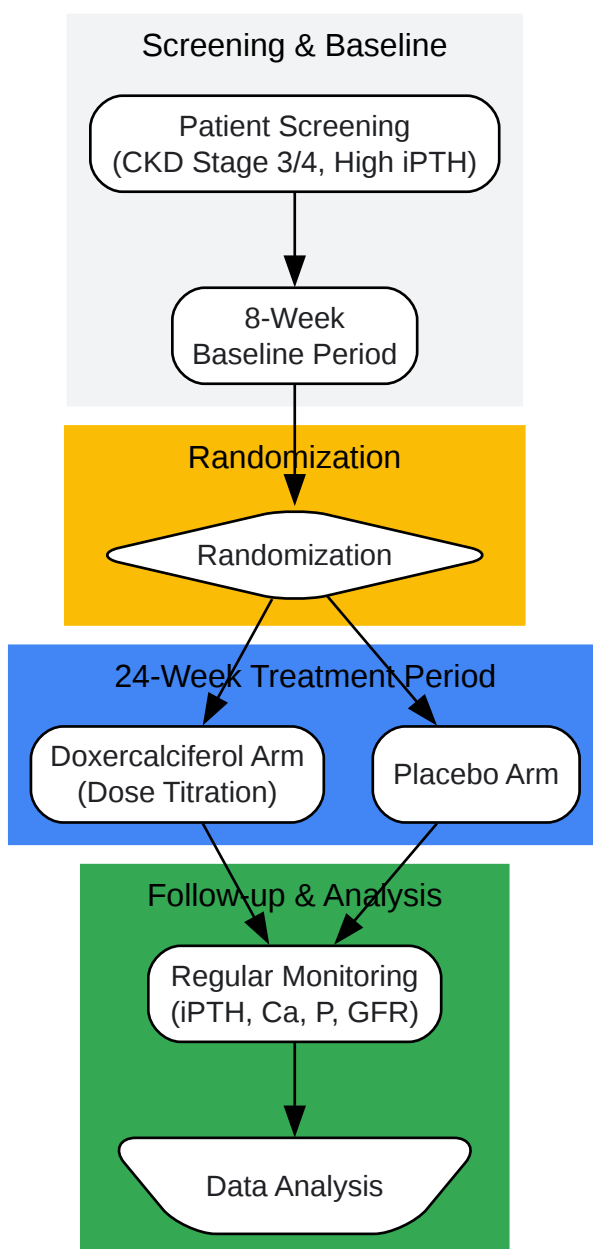 Screening & Baseline
Patient Screening
(CKD Stage 3/4, High iPTH)
8-Week
Baseline Period
Randomization
Randomization
24-Week Treatment Period
Doxercalciferol Arm
(Dose Titration)
Placebo Arm
Follow-up & Analysis
Regular Monitoring
(iPTH, Ca, P, GFR)
Data Analysis